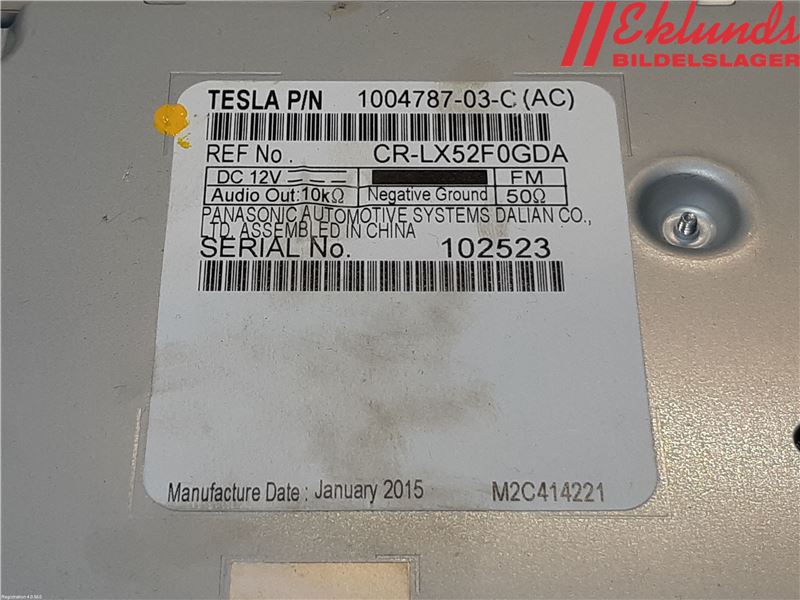 Eklunds
BILDELSLAGER
TESLA P/N 1004787-03-C (AC)
REF No. CR-LX52F0GDA
DC 12V FM
Audio Out: 10kΩ Negative Ground 50Ω
PANASONIC AUTOMOTIVE SYSTEMS DALIAN CO.,
LTD. ASSEMBLED IN CHINA
SERIAL No. 102523
Manufacture Date : January 2015 M2C414221